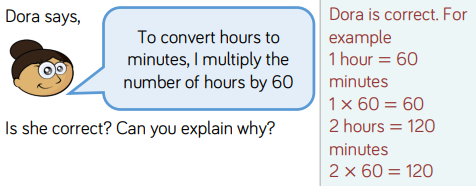 Dora says,
To convert hours to
minutes, I multiply the
number of hours by 60
Is she correct? Can you explain why?
Dora is correct. For
example
1 hour = 60
minutes
1 × 60 = 60
2 hours = 120
minutes
2 × 60 = 120